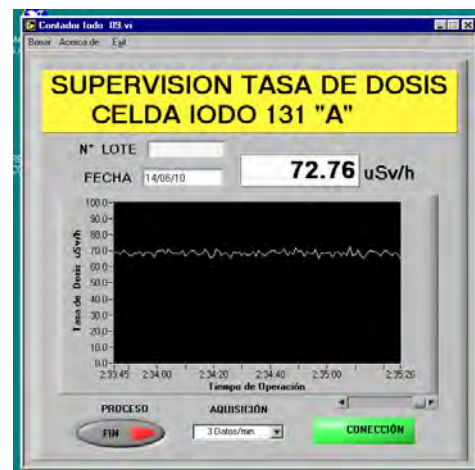 Contador Iodo 09.vi
Borrar Acerca de Exit
SUPERVISION TASA DE DOSIS
CELDA IODO 131 "A"
N° LOTE
72.76 uSv/h
FECHA 14/06/10
100.0
90.0
80.0
70.0
60.0
50.0
40.0
30.0
20.0
10.0
0.0
Tasa de Dosis uSv/h
2:33:45 2:34:00 2:34:20 2:34:40 2:35:00 2:35:26
Tiempo de Operación
PROCESO
AQUISICIÓN
FIN
3 Datos/min
CONECCIÓN